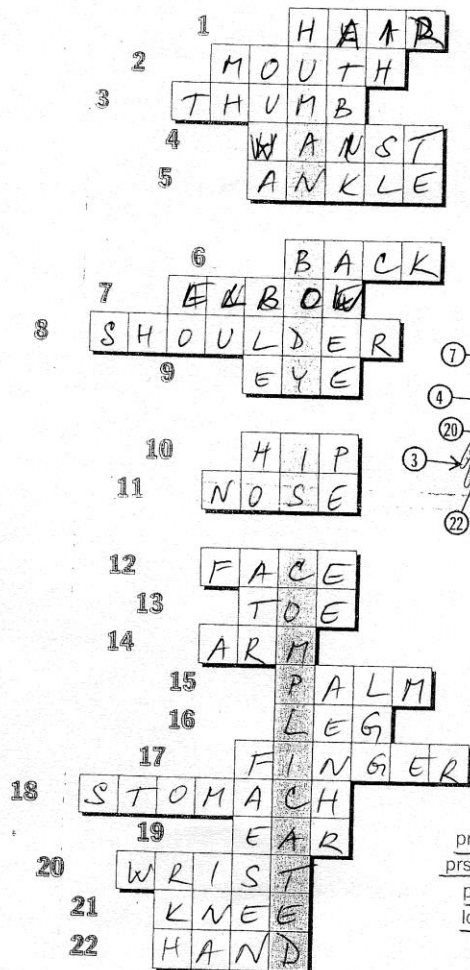 1 HAIR
2 MOUTH
3 THUMB
4 WANST
5 ANKLE
6 BACK
7 ELBOW
8 SHOULDER
9 EYE
10 HIP
11 NOSE
12 FACE
13 TOE
14 ARM
15 PALM
16 LEG
17 FINGER
18 STOMACH
19 EAR
20 WRIST
21 KNEE
22 HAND
7
4
20
3
22